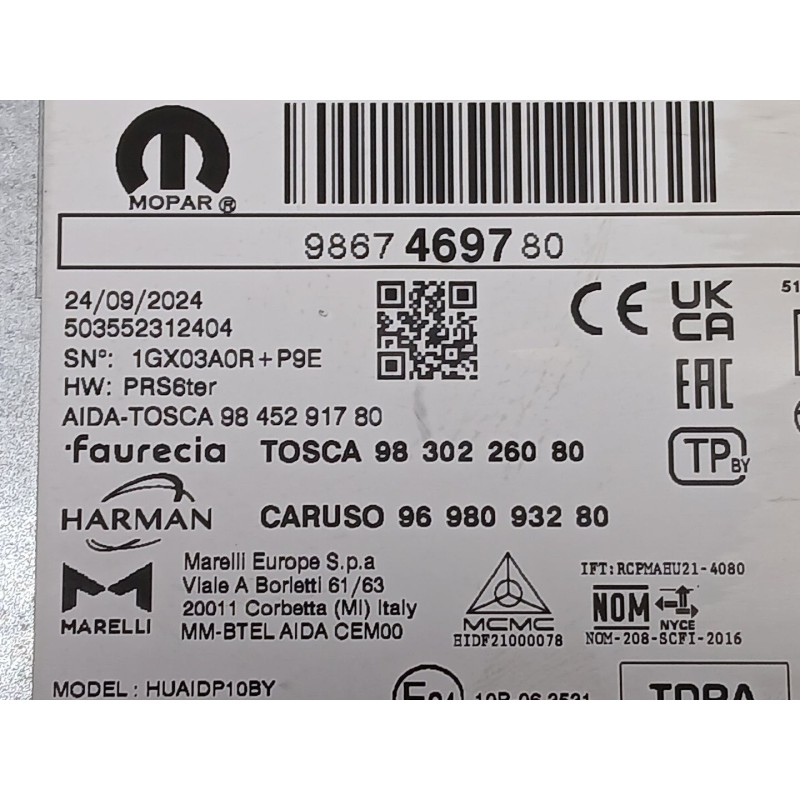 MOPAR ®
9867 469780
24/09/2024
503552312404
SN°: 1GX03A0R+P9E
HW: PRS6ter
AIDA-TOSCA 98 452 917 80
CE UK CA
51
EAC
faurecia TOSCA 98 302 260 80
TP BY
HARMAN CARUSO 96 980 932 80
MARELLI
Marelli Europe S.p.a
Viale A Borletti 61/63
20011 Corbetta (MI) Italy
MM-BTEL AIDA CEM00
MCMC
HIDF21000078
IFT:RCPMAHU21-4080
NOM NYCE
NOM-208-SCFI-2016
MODEL : HUAIDP10BY